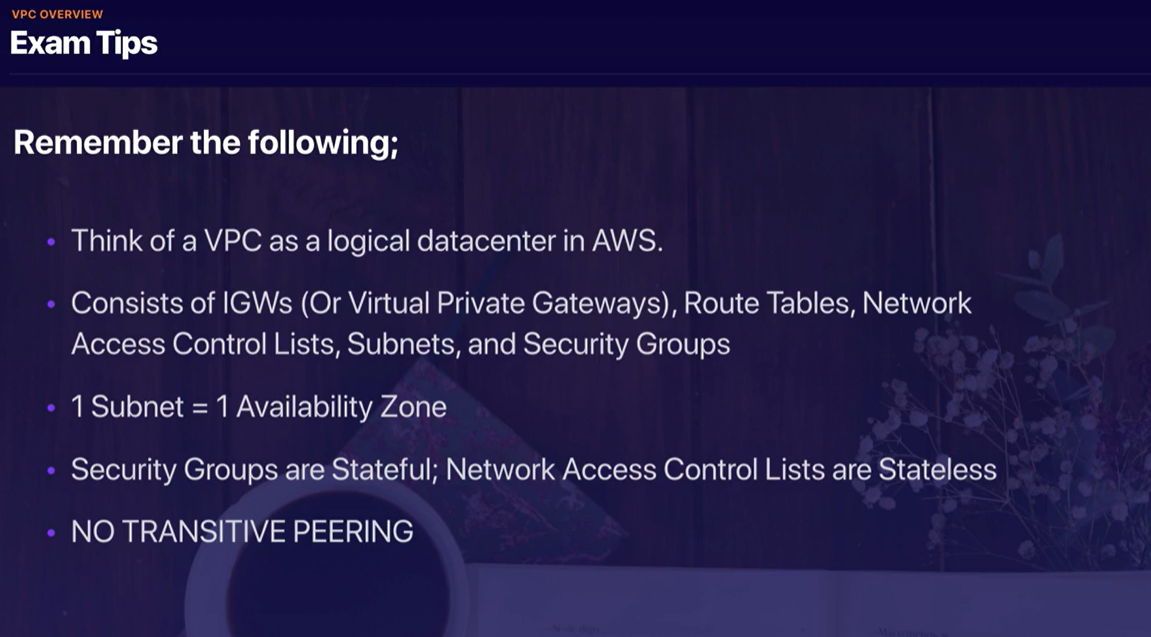 VPC OVERVIEW
Exam Tips
Remember the following;
• Think of a VPC as a logical datacenter in AWS.
• Consists of IGWs (Or Virtual Private Gateways), Route Tables, Network
Access Control Lists, Subnets, and Security Groups
• 1 Subnet = 1 Availability Zone
• Security Groups are Stateful; Network Access Control Lists are Stateless
• NO TRANSITIVE PEERING